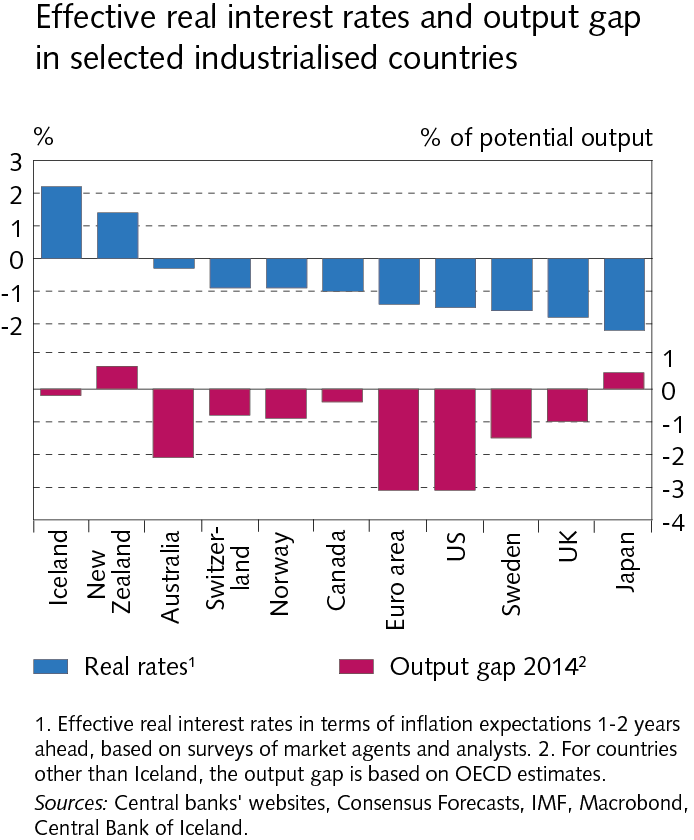 Effective real interest rates and output gap
in selected industrialised countries
%
% of potential output
3
2
1
0
-1
-2
1
0
-1
-2
-3
-4
Iceland
New
Zealand
Australia
Switzer-
land
Norway
Canada
Euro area
US
Sweden
UK
Japan
Real rates¹
Output gap 2014²
1. Effective real interest rates in terms of inflation expectations 1-2 years
ahead, based on surveys of market agents and analysts. 2. For countries
other than Iceland, the output gap is based on OECD estimates.
Sources: Central banks' websites, Consensus Forecasts, IMF, Macrobond,
Central Bank of Iceland.